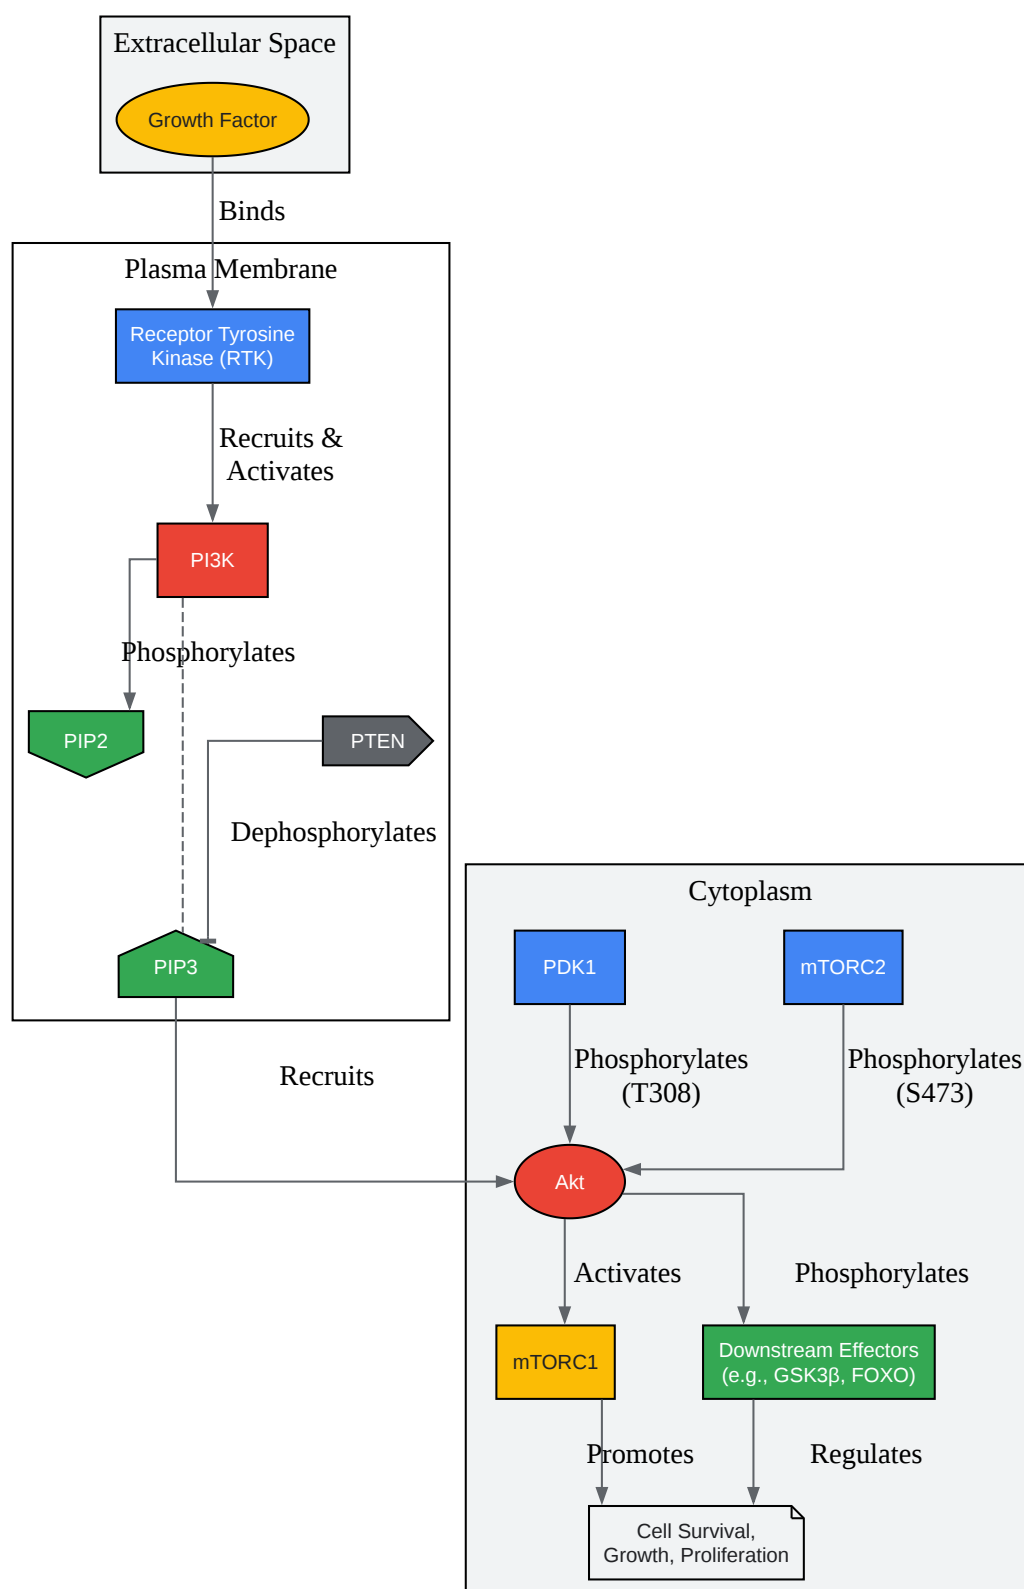 Extracellular Space
Growth Factor
Binds
Plasma Membrane
Receptor Tyrosine
Kinase (RTK)
Recruits &
Activates
PI3K
Phosphorylates
PIP2
PTEN
Dephosphorylates
PIP3
Recruits
Cytoplasm
PDK1
mTORC2
Phosphorylates
(T308)
Phosphorylates
(S473)
Akt
Activates
Phosphorylates
mTORC1
Downstream Effectors
(e.g., GSK3β, FOXO)
Promotes
Regulates
Cell Survival,
Growth, Proliferation